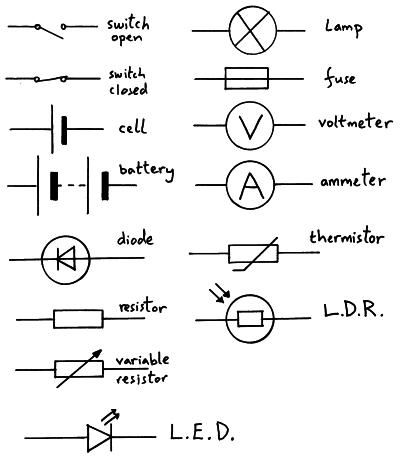 switch
open
switch
closed
cell
battery
diode
resistor
variable
resistor
L.E.D.
Lamp
fuse
V
voltmeter
A
ammeter
thermistor
L.D.R.